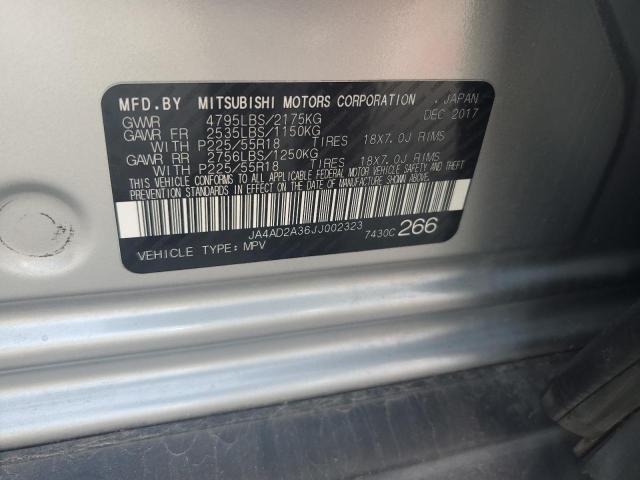 MFD.BY MITSUBISHI MOTORS CORPORATION . JAPAN
GVWR 4795LBS/2175KG DEC 2017
GAWR FR 2535LBS/1150KG
WITH P225/55R18 TIRES 18X7.0J RIMS
GAWR RR 2756LBS/1250KG
WITH P225/55R18 TIRES 18X7.0J RIMS
THIS VEHICLE CONFORMS TO ALL APPLICABLE FEDERAL MOTOR VEHICLE SAFETY AND THEFT
PREVENTION STANDARDS IN EFFECT ON THE DATE OF MANUFACTURE SHOWN ABOVE.
JA4AD2A36JJ002323 7430C 266
VEHICLE TYPE: MPV